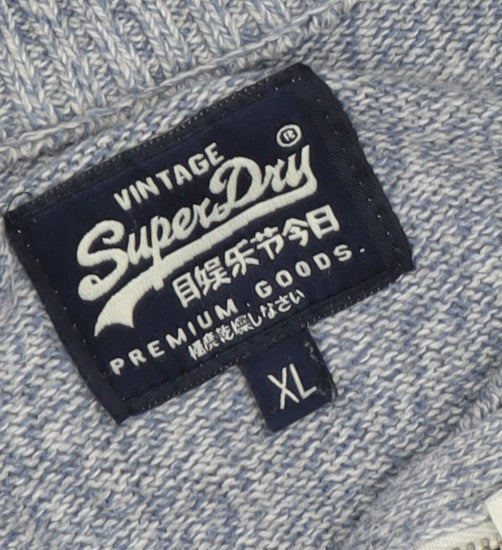 VINTAGE
SuperDry®
目娱乐节今日
PREMIUM GOODS.
極度乾燥しなさい
XL